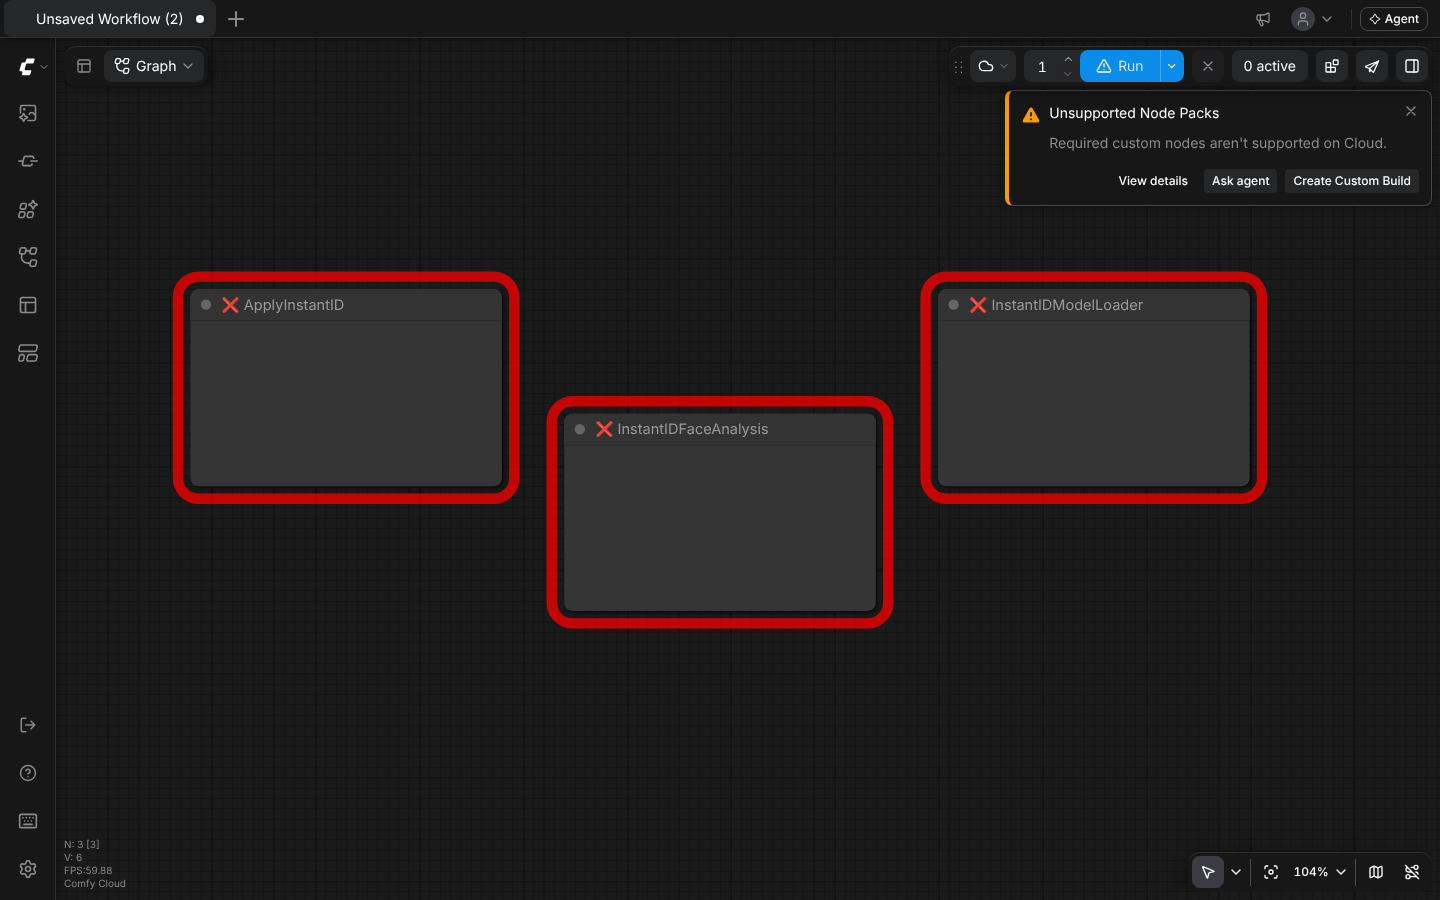 Unsaved Workflow (2)
Agent
Graph
1
Run
0 active
Unsupported Node Packs
Required custom nodes aren't supported on Cloud.
View details
Ask agent
Create Custom Build
ApplyInstantID
InstantIDModelLoader
InstantIDFaceAnalysis
N: 3 [3]
V: 6
FPS:59.88
Comfy Cloud
104%